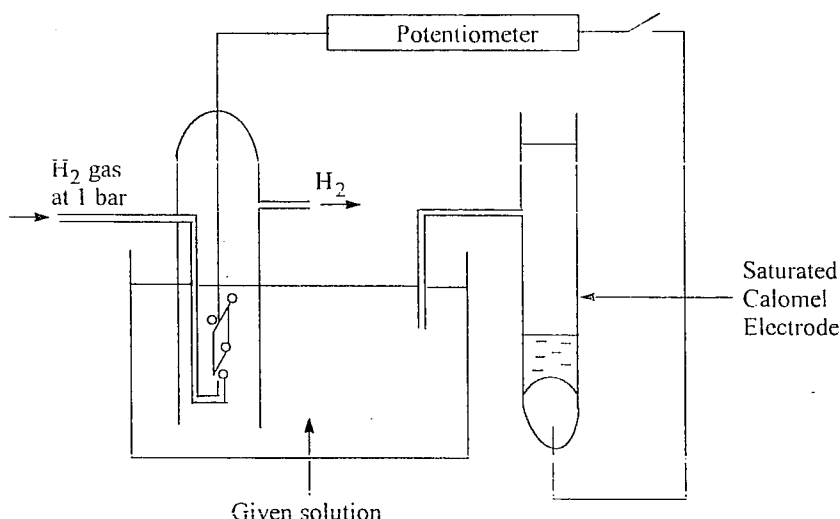 Potentiometer
H₂ gas
at 1 bar
H₂
Saturated
Calomel
Electrode
Given solution